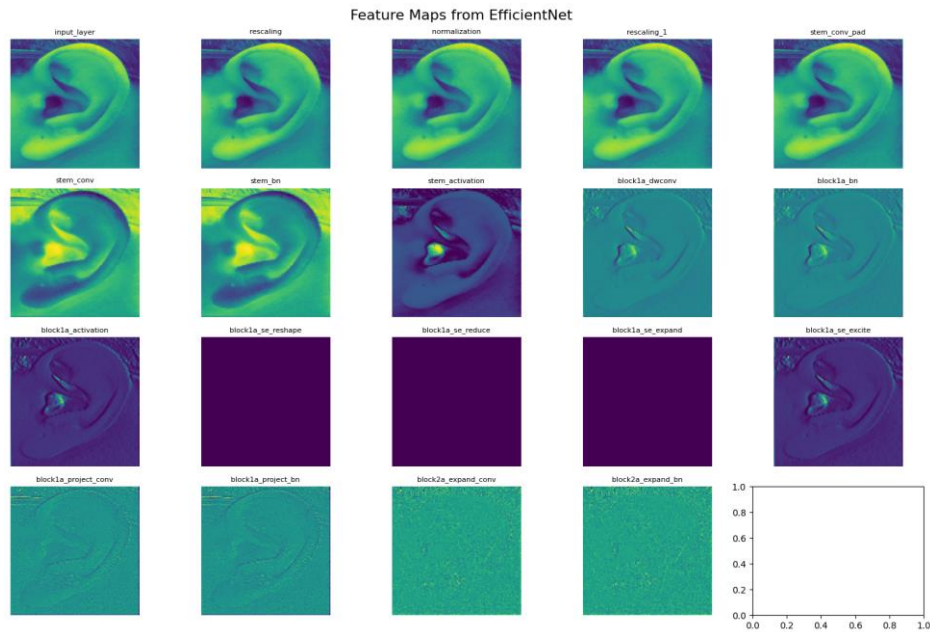 Feature Maps from EfficientNet
input_layer
rescaling
normalization
rescaling_1
stem_conv_pad
stem_conv
stem_bn
stem_activation
block1a_dwconv
block1a_bn
block1a_activation
block1a_se_reshape
block1a_se_reduce
block1a_se_expand
block1a_se_excite
block1a_project_conv
block1a_project_bn
block2a_expand_conv
block2a_expand_bn
1.0
0.8
0.6
0.4
0.2
0.0
0.0 0.2 0.4 0.6 0.8 1.0